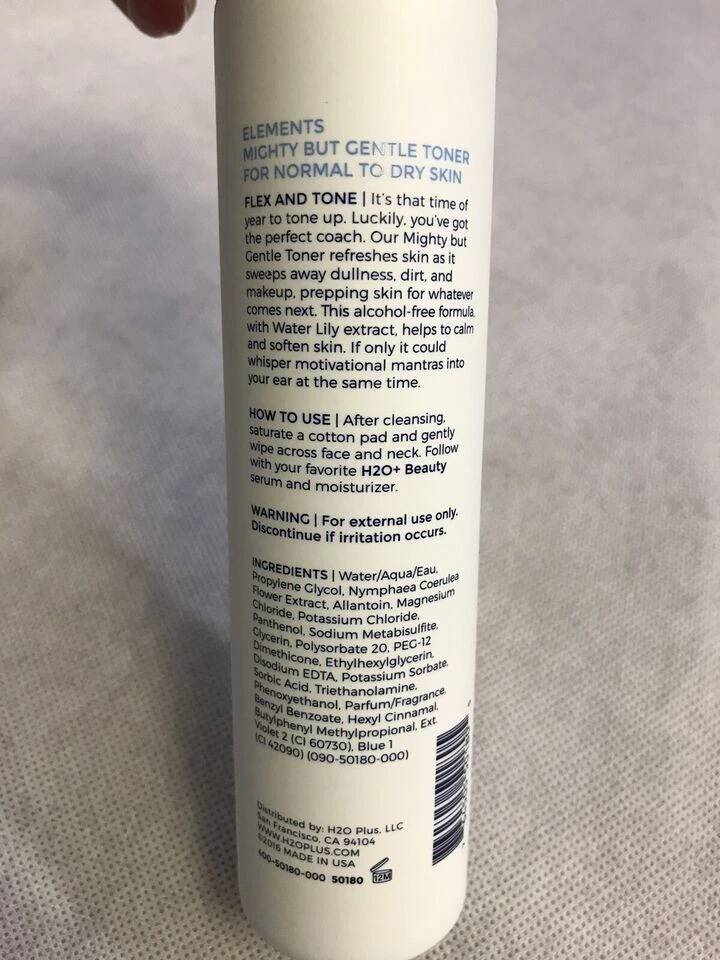 ELEMENTS
MIGHTY BUT GENTLE TONER
FOR NORMAL TO DRY SKIN
FLEX AND TONE | It's that time of
year to tone up. Luckily, you've got
the perfect coach. Our Mighty but
Gentle Toner refreshes skin as it
sweeps away dullness, dirt, and
makeup, prepping skin for whatever
comes next. This alcohol-free formula,
with Water Lily extract, helps to calm
and soften skin. If only it could
whisper motivational mantras into
your ear at the same time.
HOW TO USE | After cleansing,
saturate a cotton pad and gently
wipe across face and neck. Follow
with your favorite H2O+ Beauty
serum and moisturizer.
WARNING | For external use only.
Discontinue if irritation occurs.
INGREDIENTS | Water/Aqua/Eau,
Propylene Glycol, Nymphaea Coerulea
Flower Extract, Allantoin, Magnesium
Chloride, Potassium Chloride,
Panthenol, Sodium Metabisulfite,
Glycerin, Polysorbate 20, PEG-12
Dimethicone, Ethylhexylglycerin,
Disodium EDTA, Potassium Sorbate,
Sorbic Acid, Triethanolamine,
Phenoxyethanol, Parfum/Fragrance,
Benzyl Benzoate, Hexyl Cinnamal,
Butylphenyl Methylpropional, Ext.
Violet 2 (CI 60730), Blue 1
(CI 42090) (090-50180-000)
Distributed by: H2O Plus, LLC
San Francisco, CA 94104
WWW.H2OPLUS.COM
©2016 MADE IN USA
400-50180-000 50180 12M